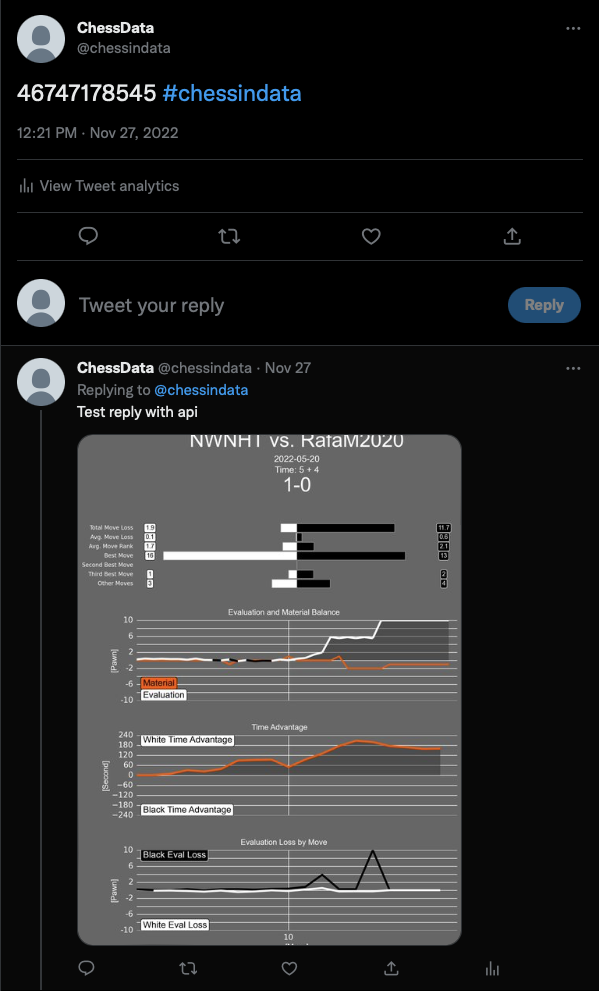 ChessData
@chessindata
46747178545 #chessindata
12:21 PM · Nov 27, 2022
View Tweet analytics
Tweet your reply
Reply
ChessData @chessindata · Nov 27
Replying to @chessindata
Test reply with api
NWNHT vs. RafaM2020
2022-05-20
Time: 5 + 4
1-0
Total Move Loss 1.9 11.7
Avg. Move Loss 0.1 0.6
Avg. Move Rank 1.7 2.1
Best Move 16 13
Second Best Move
Third Best Move 1 2
Other Moves 3 4
Evaluation and Material Balance
10
6
2
-2
-6
-10
[Pawn]
Material
Evaluation
Time Advantage
240
180
120
60
0
−60
−120
−180
−240
[Second]
White Time Advantage
Black Time Advantage
Evaluation Loss by Move
10
6
2
-2
-6
-10
[Pawn]
Black Eval Loss
White Eval Loss
10